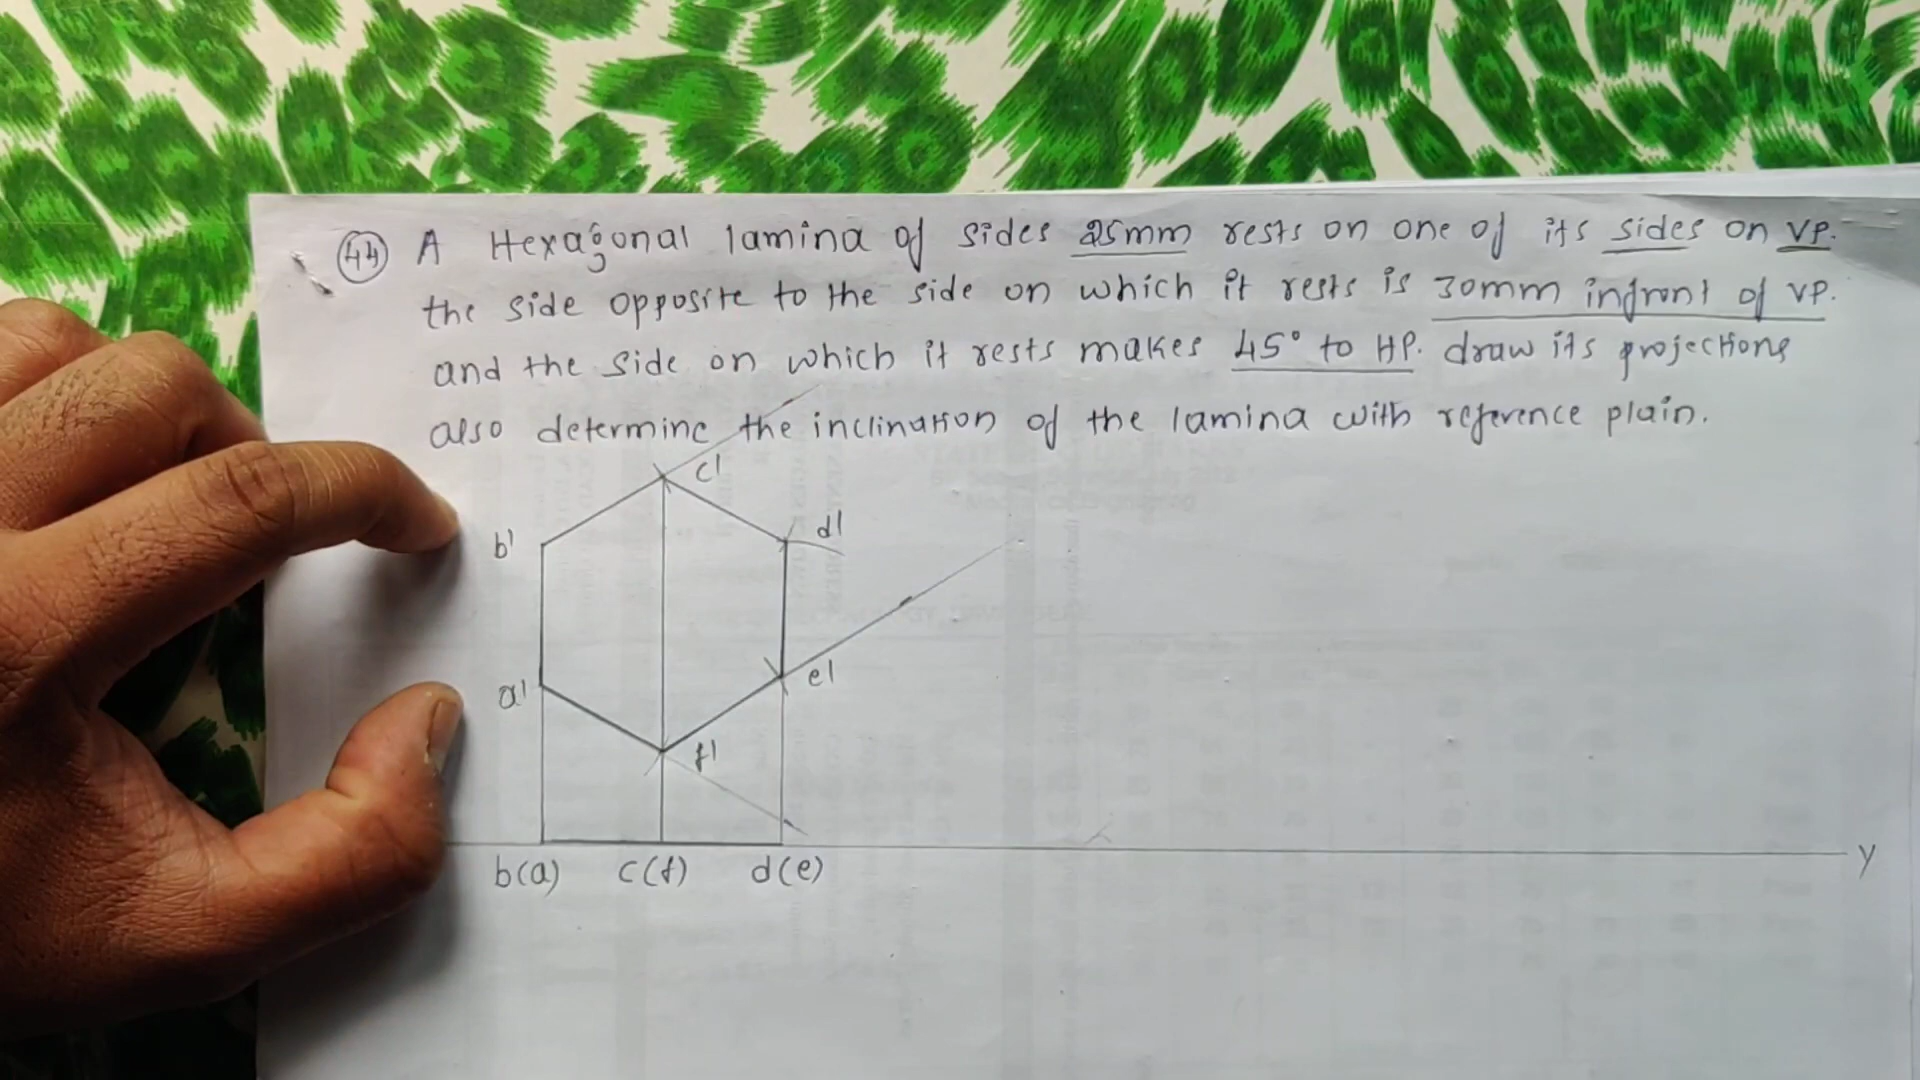 44 A Hexagonal lamina of sides 25mm rests on one of its sides on VP.
the side opposite to the side on which it rests is 30mm infront of VP.
and the side on which it rests makes 45° to HP. draw its projections
also determine the inclination of the lamina with reference plain.
c'
b' d'
a' e'
f'
b(a) c(f) d(e) y